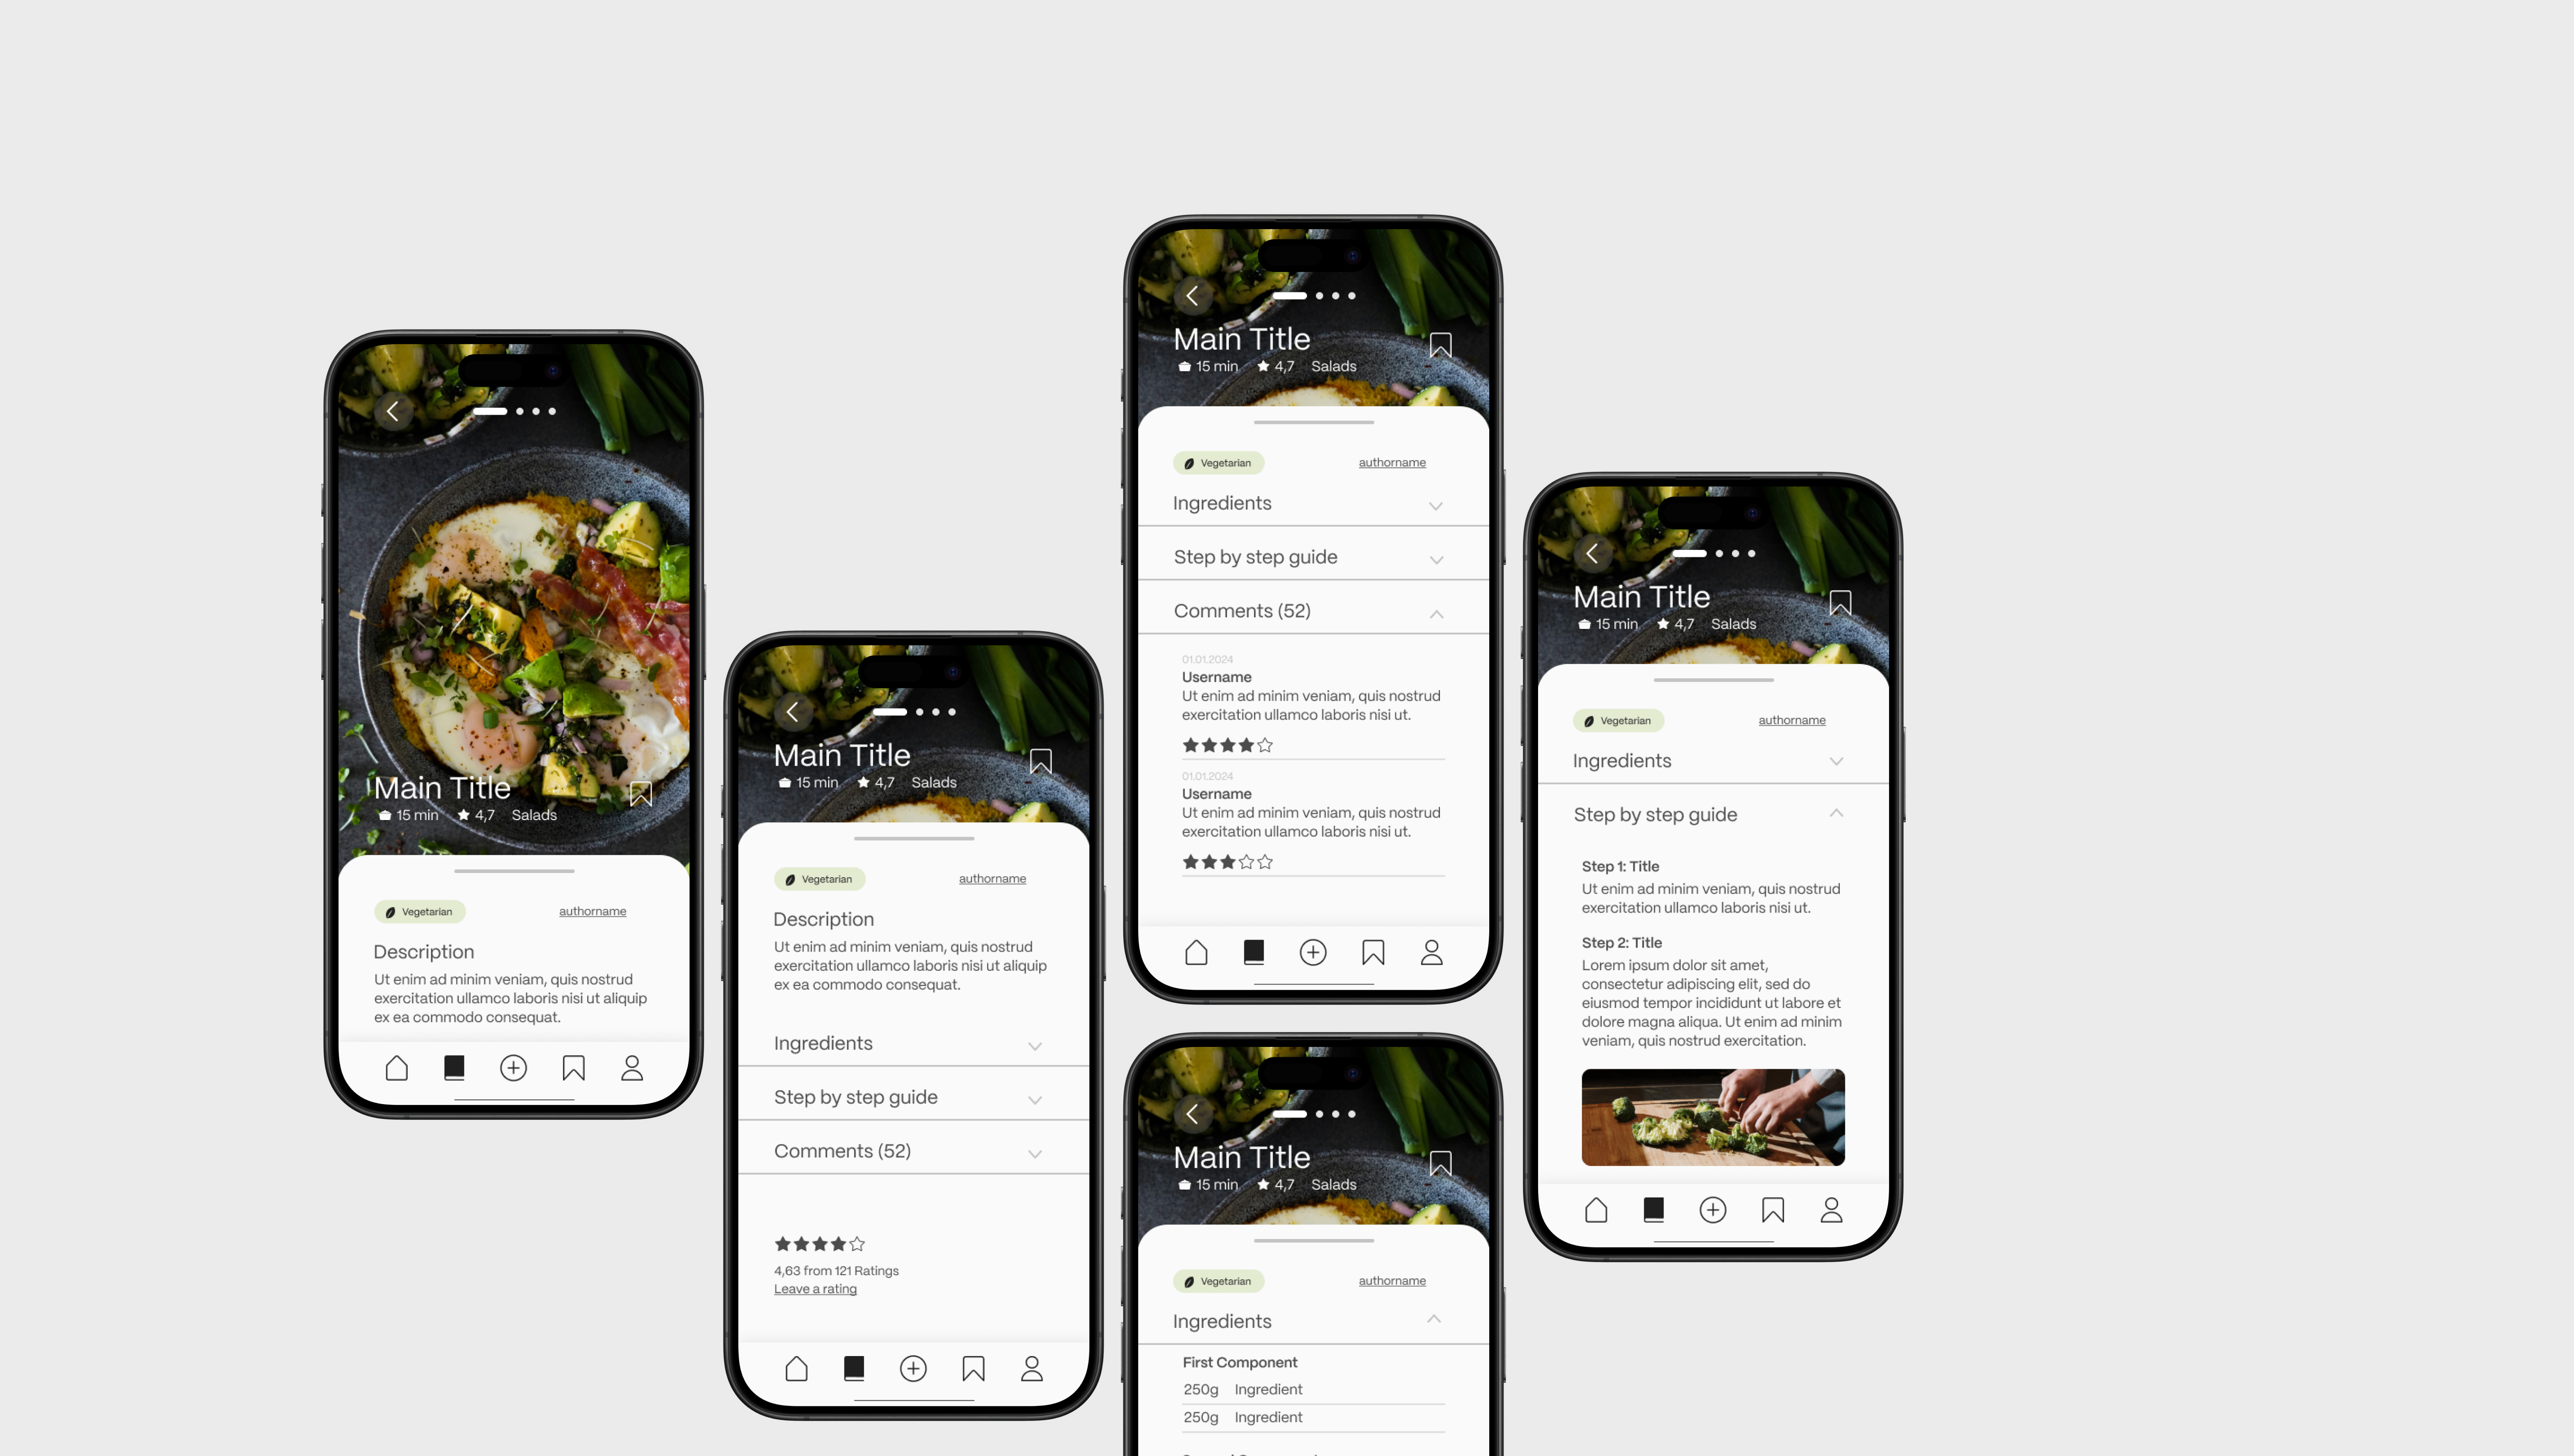 Main Title
15 min 4,7 Salads
Vegetarian authorname
Description
Ut enim ad minim veniam, quis nostrud
exercitation ullamco laboris nisi ut aliquip
ex ea commodo consequat.
Main Title
15 min 4,7 Salads
Vegetarian authorname
Description
Ut enim ad minim veniam, quis nostrud
exercitation ullamco laboris nisi ut aliquip
ex ea commodo consequat.
Ingredients
Step by step guide
Comments (52)
4,63 from 121 Ratings
Leave a rating
Main Title
15 min 4,7 Salads
Vegetarian authorname
Ingredients
Step by step guide
Comments (52)
01.01.2024
Username
Ut enim ad minim veniam, quis nostrud
exercitation ullamco laboris nisi ut.
01.01.2024
Username
Ut enim ad minim veniam, quis nostrud
exercitation ullamco laboris nisi ut.
Main Title
15 min 4,7 Salads
Vegetarian authorname
Ingredients
First Component
250g Ingredient
250g Ingredient
Main Title
15 min 4,7 Salads
Vegetarian authorname
Ingredients
Step by step guide
Step 1: Title
Ut enim ad minim veniam, quis nostrud
exercitation ullamco laboris nisi ut.
Step 2: Title
Lorem ipsum dolor sit amet,
consectetur adipiscing elit, sed do
eiusmod tempor incididunt ut labore et
dolore magna aliqua. Ut enim ad minim
veniam, quis nostrud exercitation.